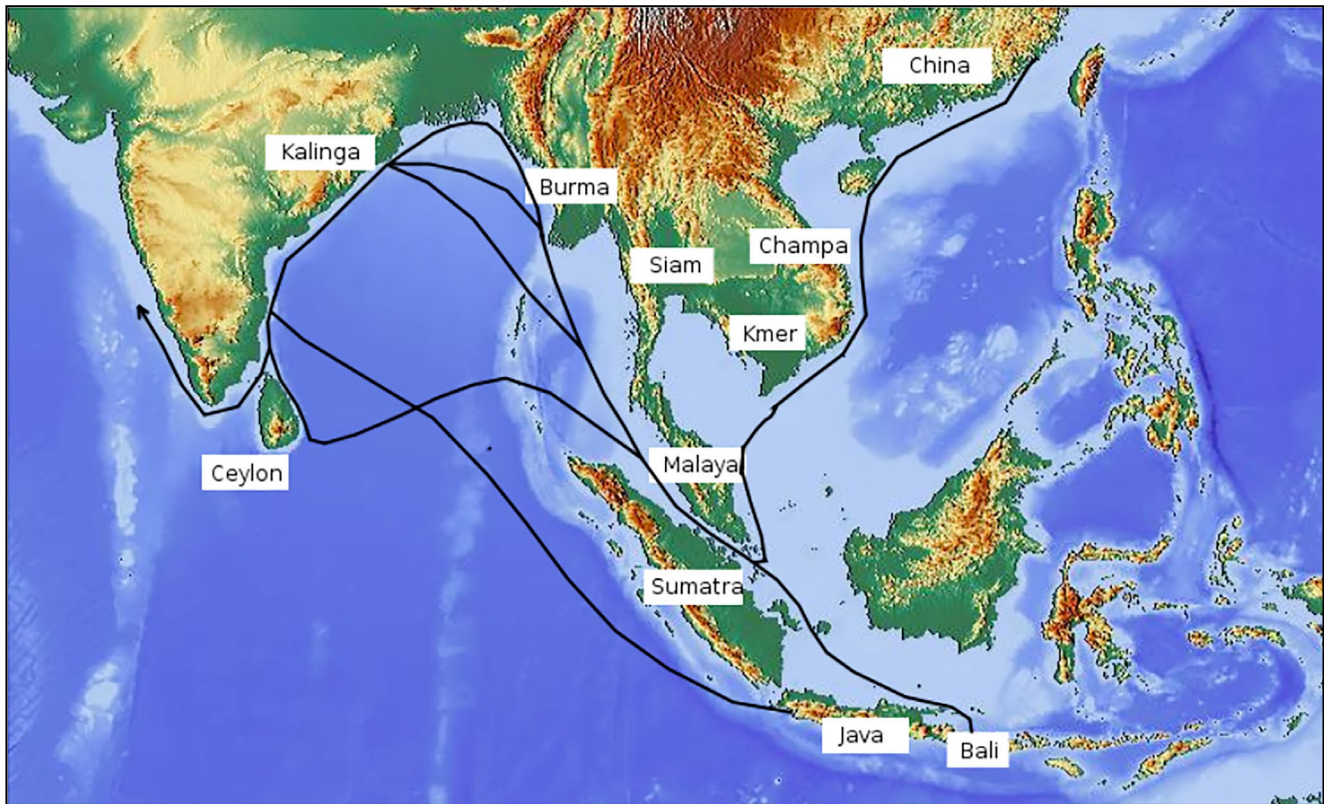 China
Kalinga
Burma
Champa
Siam
Kmer
Malaya
Ceylon
Sumatra
Java
Bali